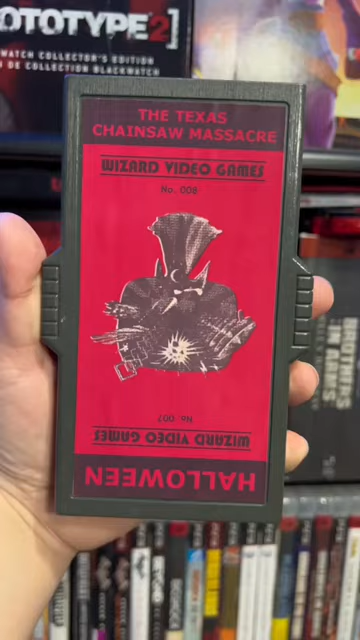 OTOTYPE 2
WATCH COLLECTOR'S EDITION
DE COLLECTION BLACKWATCH
THE TEXAS
CHAINSAW MASSACRE
WIZARD VIDEO GAMES
No. 008
No. 007
WIZARD VIDEO GAMES
HALLOWEEN
BROTHERS
IN ARMS